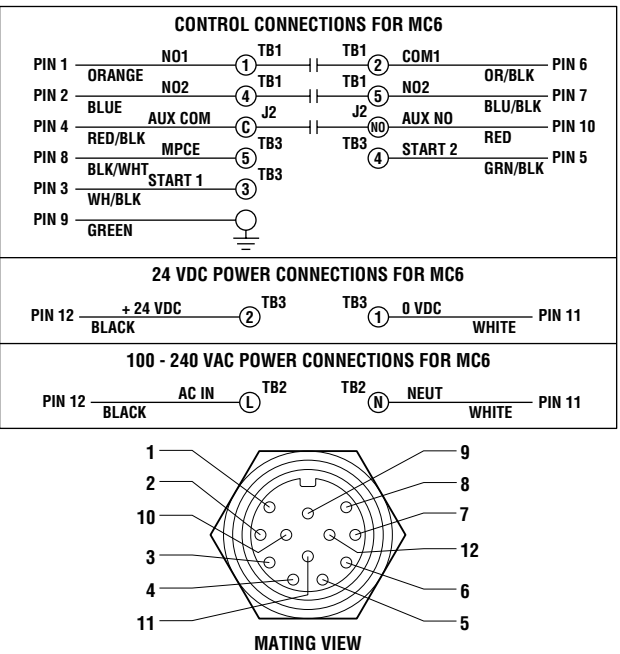 CONTROL CONNECTIONS FOR MC6
PIN 1 NO1 ORANGE 1 TB1 TB1 2 COM1 OR/BLK PIN 6
PIN 2 NO2 BLUE 4 TB1 TB1 5 NO2 BLU/BLK PIN 7
PIN 4 AUX COM RED/BLK C J2 J2 NO AUX NO RED PIN 10
PIN 8 MPCE BLK/WHT 5 TB3 TB3 4 START 2 GRN/BLK PIN 5
PIN 3 START 1 WH/BLK 3 TB3
PIN 9 GREEN
24 VDC POWER CONNECTIONS FOR MC6
PIN 12 + 24 VDC BLACK 2 TB3 TB3 1 0 VDC WHITE PIN 11
100 - 240 VAC POWER CONNECTIONS FOR MC6
PIN 12 AC IN BLACK L TB2 TB2 N NEUT WHITE PIN 11
1 9
2 8
10 7
3 12
4 6
11 5
MATING VIEW